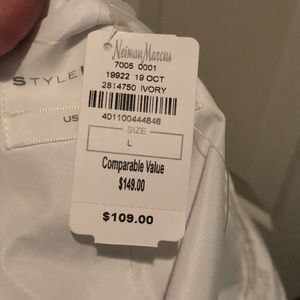 Neiman Marcus
7005 0001
19922 19 OCT
2814750 IVORY
401100444846
SIZE
L
Comparable Value
$149.00
$109.00
STYLE
US